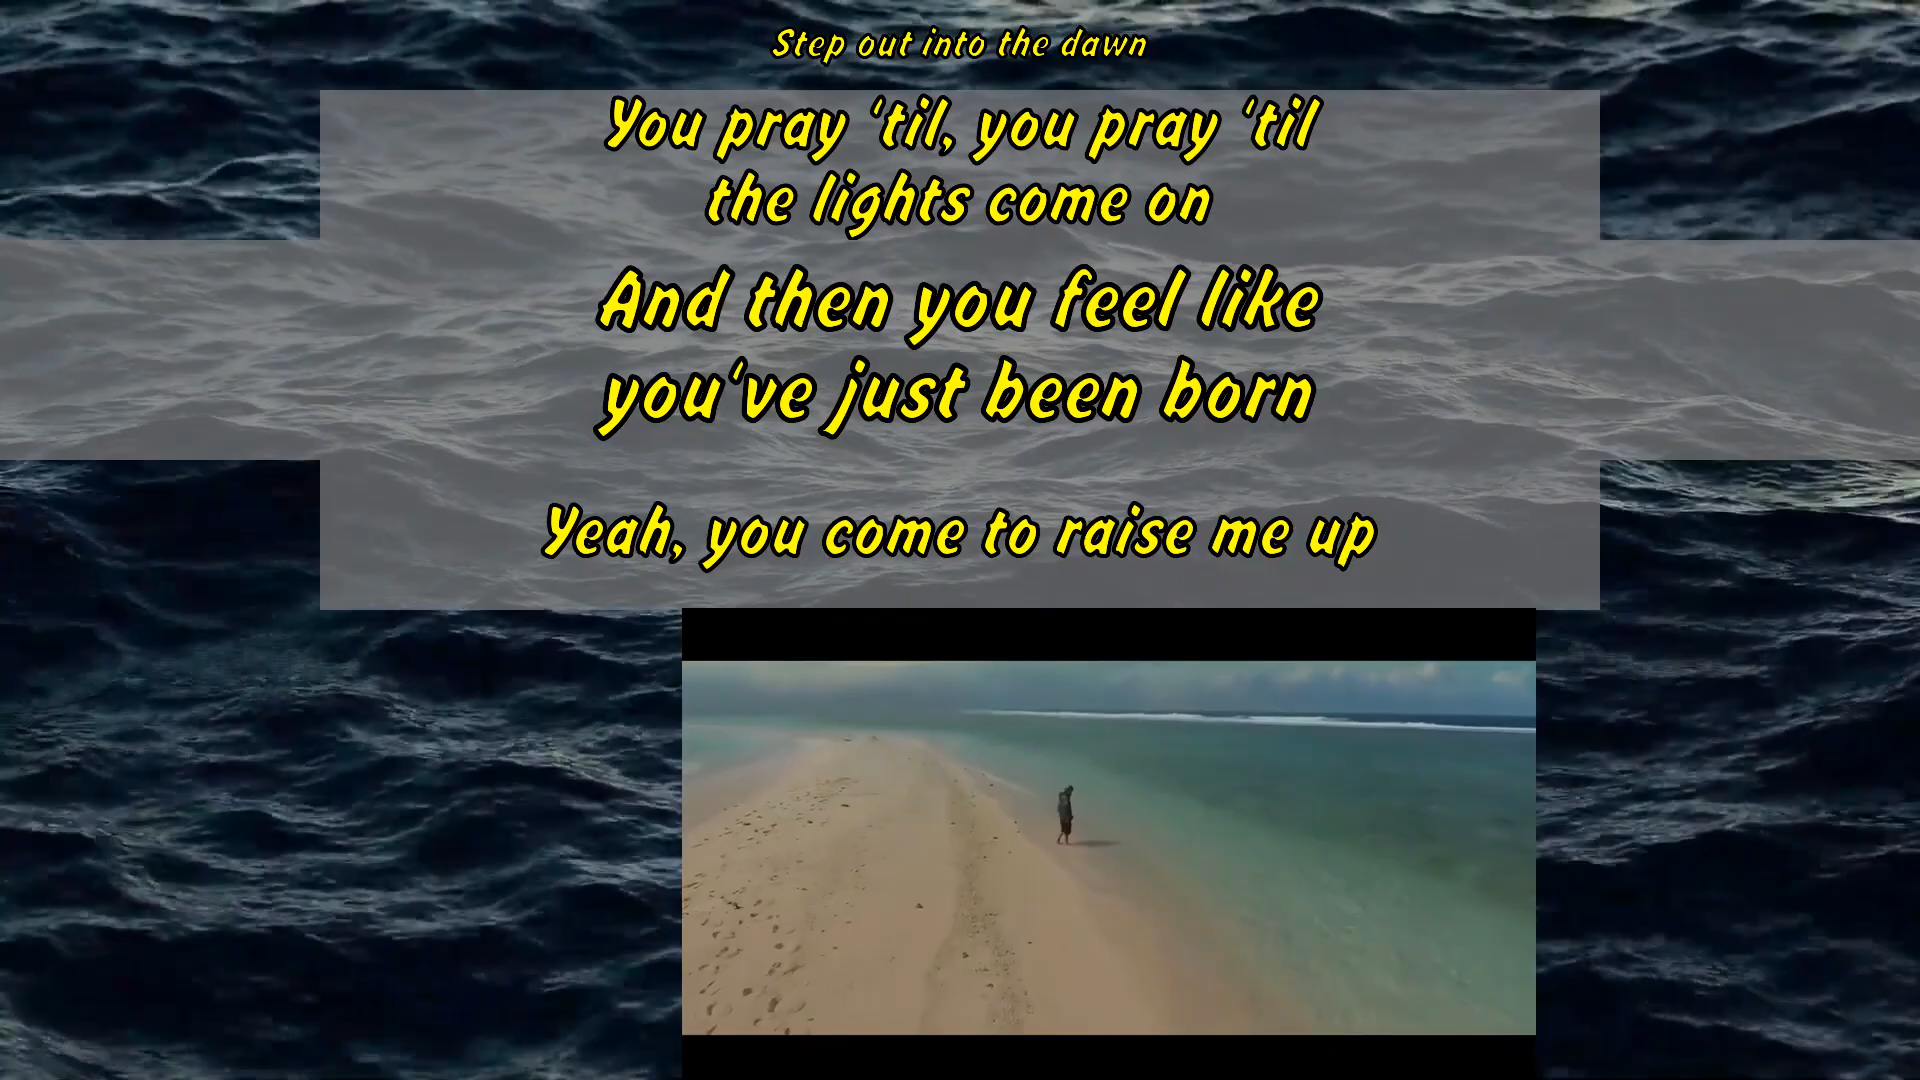 Step out into the dawn
You pray 'til, you pray 'til
the lights come on
And then you feel like
you've just been born
Yeah, you come to raise me up